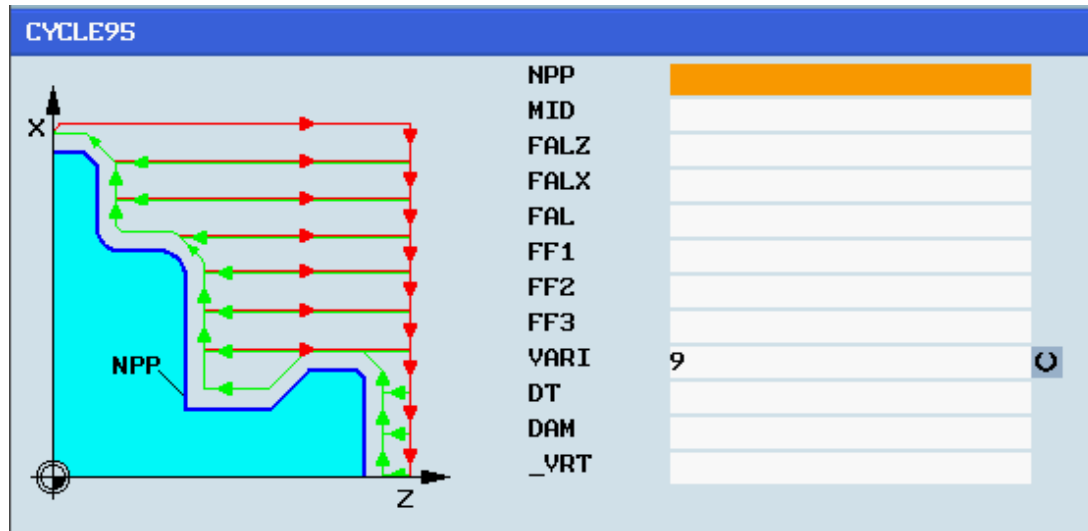 CYCLE95
X
NPP
Z
NPP
MID
FALZ
FALX
FAL
FF1
FF2
FF3
VARI 9
DT
DAM
_VRT